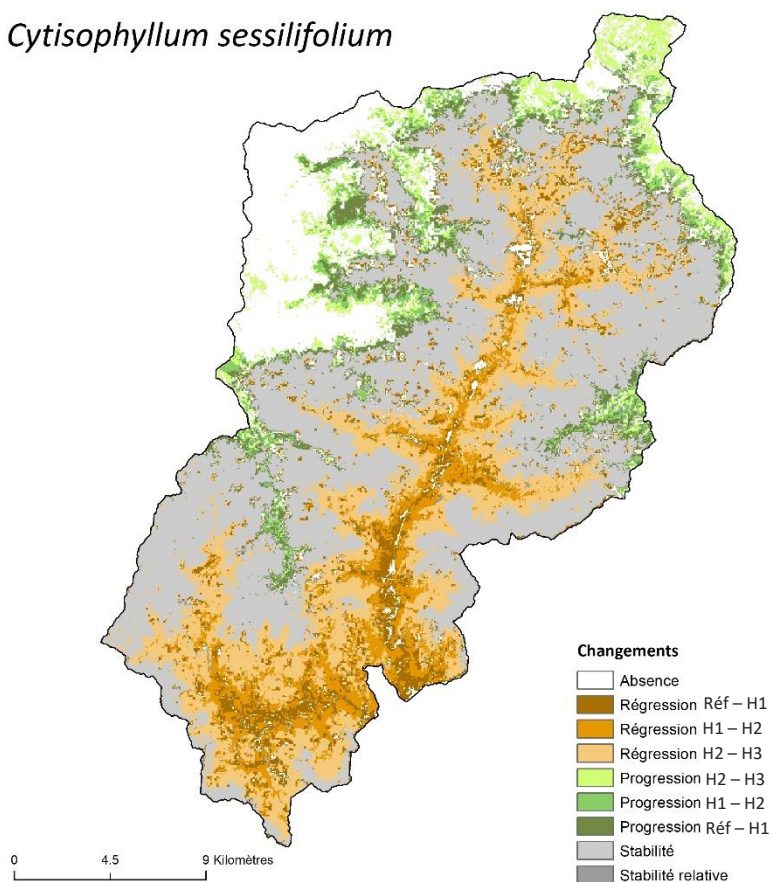 Cytisophyllum sessilifolium
Changements
Absence
Régression Réf – H1
Régression H1 – H2
Régression H2 – H3
Progression H2 – H3
Progression H1 – H2
Progression Réf – H1
Stabilité
Stabilité relative
0 4.5 9 Kilomètres